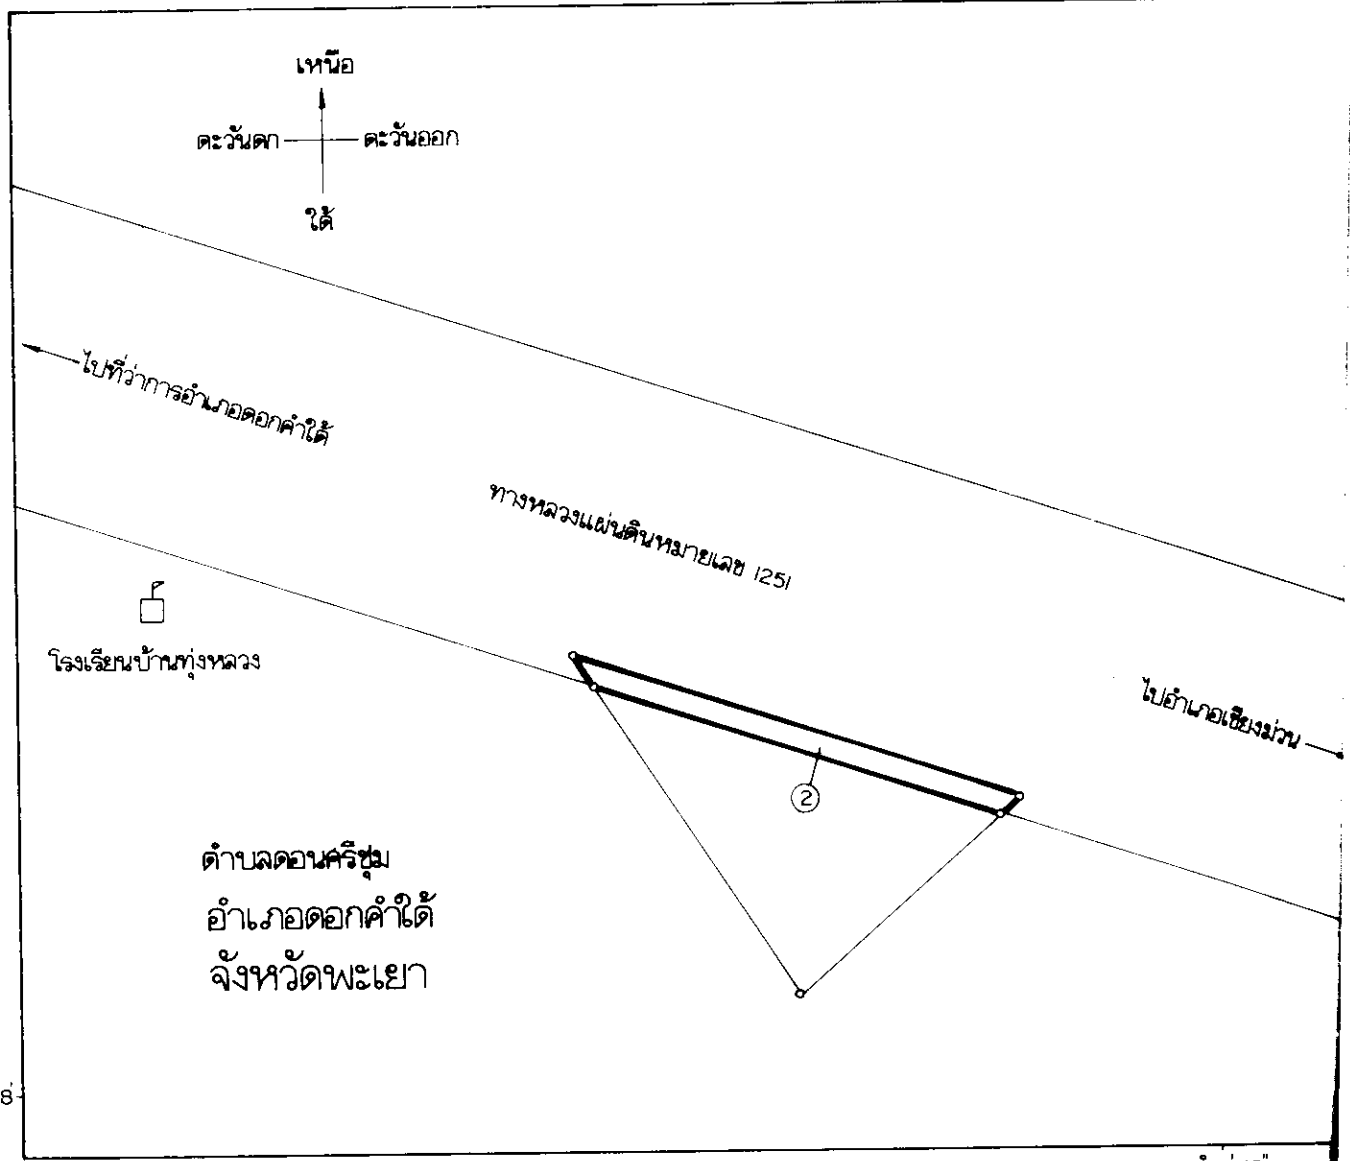 เหนือ
ตะวันตก
ตะวันออก
ใต้
ไปที่ว่าการอำเภอดอกคำใต้
ทางหลวงแผ่นดินหมายเลข 1251
โรงเรียนบ้านทุ่งหลวง
ไปอำเภอเชียงม่วน
2
ตำบลดอนศรีชุม
อำเภอดอกคำใต้
จังหวัดพะเยา
8'